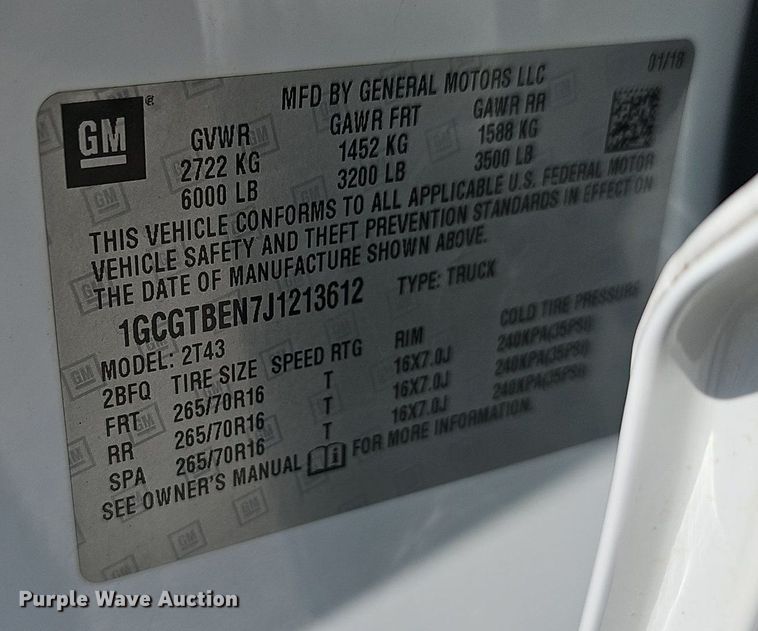 GM ®
MFD BY GENERAL MOTORS LLC 01/18
GVWR GAWR FRT GAWR RR
2722 KG 1452 KG 1588 KG
6000 LB 3200 LB 3500 LB
THIS VEHICLE CONFORMS TO ALL APPLICABLE U.S. FEDERAL MOTOR
VEHICLE SAFETY AND THEFT PREVENTION STANDARDS IN EFFECT ON
THE DATE OF MANUFACTURE SHOWN ABOVE.
1GCGTBEN7J1213612 TYPE: TRUCK
MODEL: 2T43
2BFQ TIRE SIZE SPEED RTG RIM COLD TIRE PRESSURE
FRT 265/70R16 T 16X7.0J 240KPA(35PSI)
RR 265/70R16 T 16X7.0J 240KPA(35PSI)
SPA 265/70R16 T 16X7.0J 240KPA(35PSI)
SEE OWNER'S MANUAL FOR MORE INFORMATION.
Purple Wave Auction